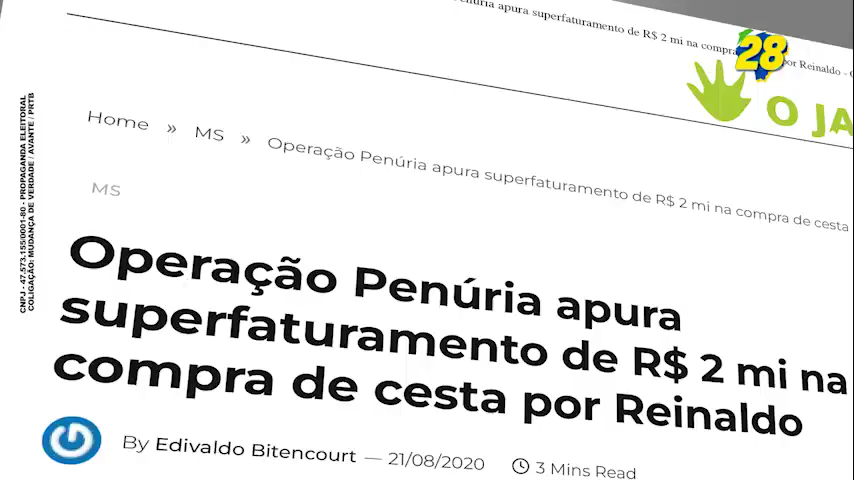 apura superfaturamento de R$ 2 mi na compra
por Reinaldo -
28
O JA
Home » MS » Operação Penúria apura superfaturamento de R$ 2 mi na compra de cesta
MS
Operação Penúria apura
superfaturamento de R$ 2 mi na
compra de cesta por Reinaldo
By Edivaldo Bitencourt — 21/08/2020 3 Mins Read
CNPJ - 47.573.155/0001-80 - PROPAGANDA ELEITORAL
COLIGAÇÃO: MUDANÇA DE VERDADE / AVANTE / PRTB